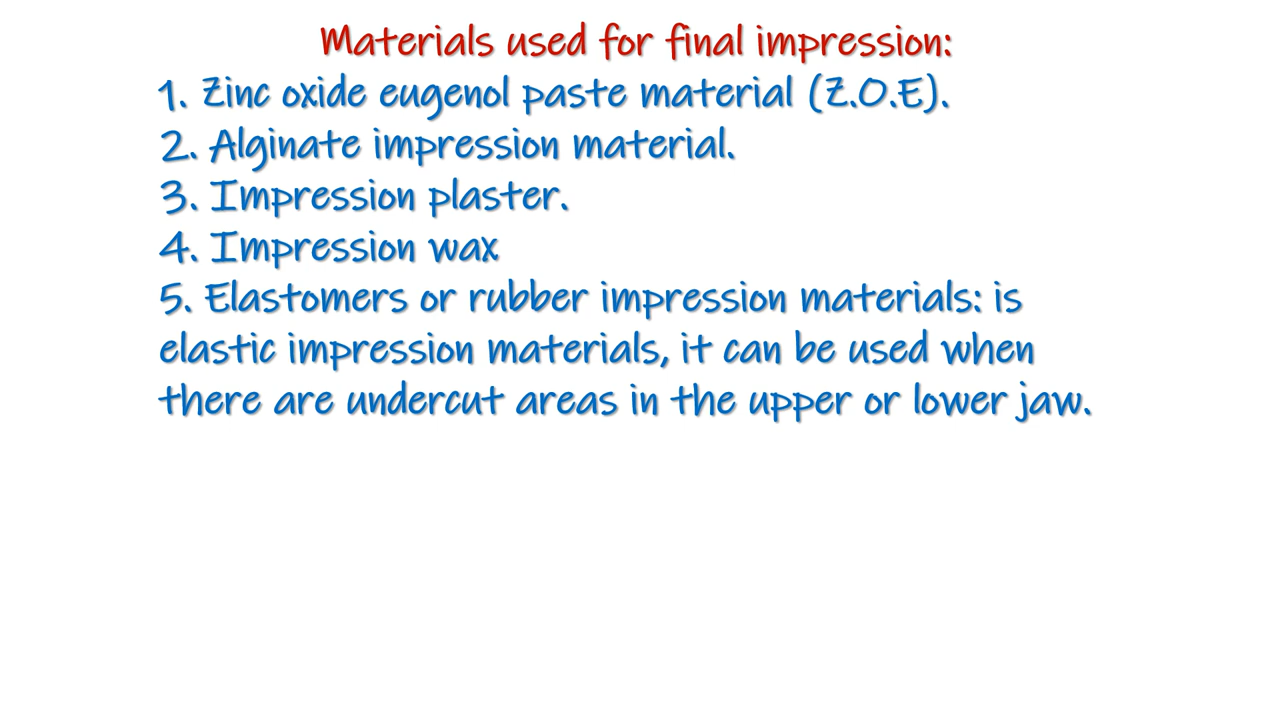 Materials used for final impression:
1. Zinc oxide eugenol paste material (Z.O.E).
2. Alginate impression material.
3. Impression plaster.
4. Impression wax
5. Elastomers or rubber impression materials: is
elastic impression materials, it can be used when
there are undercut areas in the upper or lower jaw.